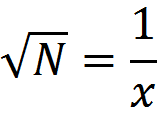 √N = 1/x